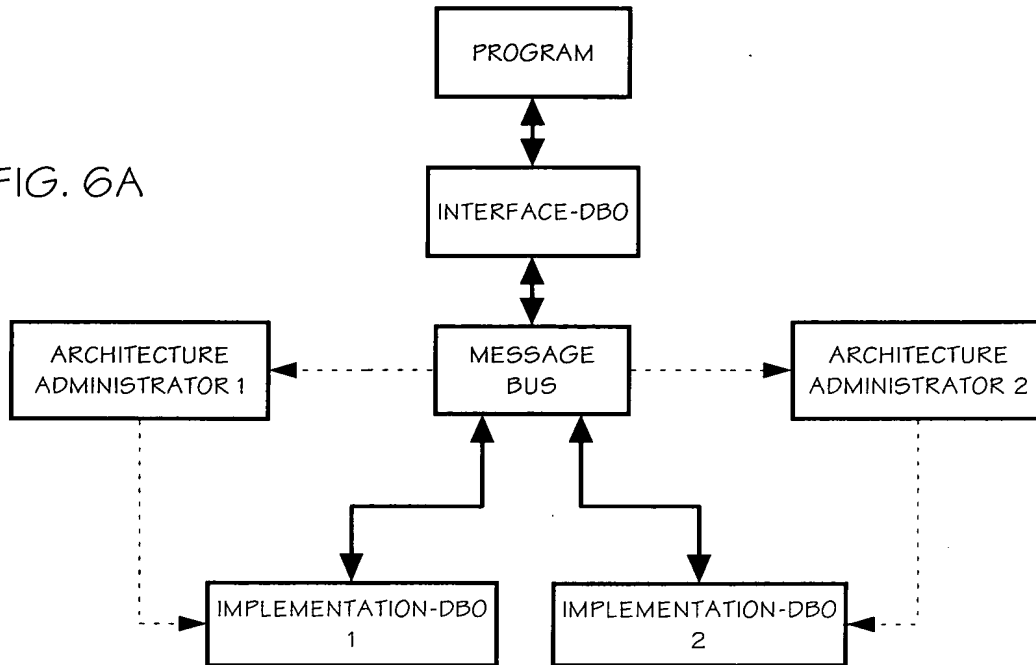 PROGRAM
FIG. 6A
INTERFACE-DBO
ARCHITECTURE
ADMINISTRATOR 1
MESSAGE
BUS
ARCHITECTURE
ADMINISTRATOR 2
IMPLEMENTATION-DBO
1
IMPLEMENTATION-DBO
2